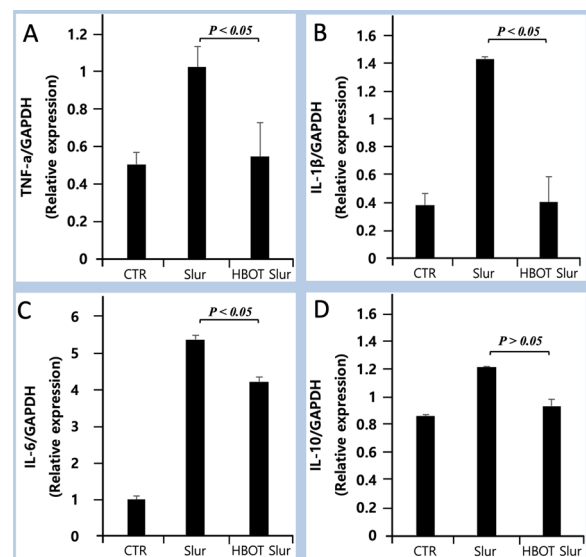 A
TNF-a/GAPDH
(Relative expression)
P < 0.05
1.2
1
0.8
0.6
0.4
0.2
0
CTR Slur HBOT Slur
B
IL-1β/GAPDH
(Relative expression)
P < 0.05
1.6
1.4
1.2
1
0.8
0.6
0.4
0.2
0
CTR Slur HBOT Slur
C
IL-6/GAPDH
(Relative expression)
P < 0.05
6
5
4
3
2
1
0
CTR Slur HBOT Slur
D
IL-10/GAPDH
(Relative expression)
P > 0.05
1.6
1.4
1.2
1
0.8
0.6
0.4
0.2
0
CTR Slur HBOT Slur